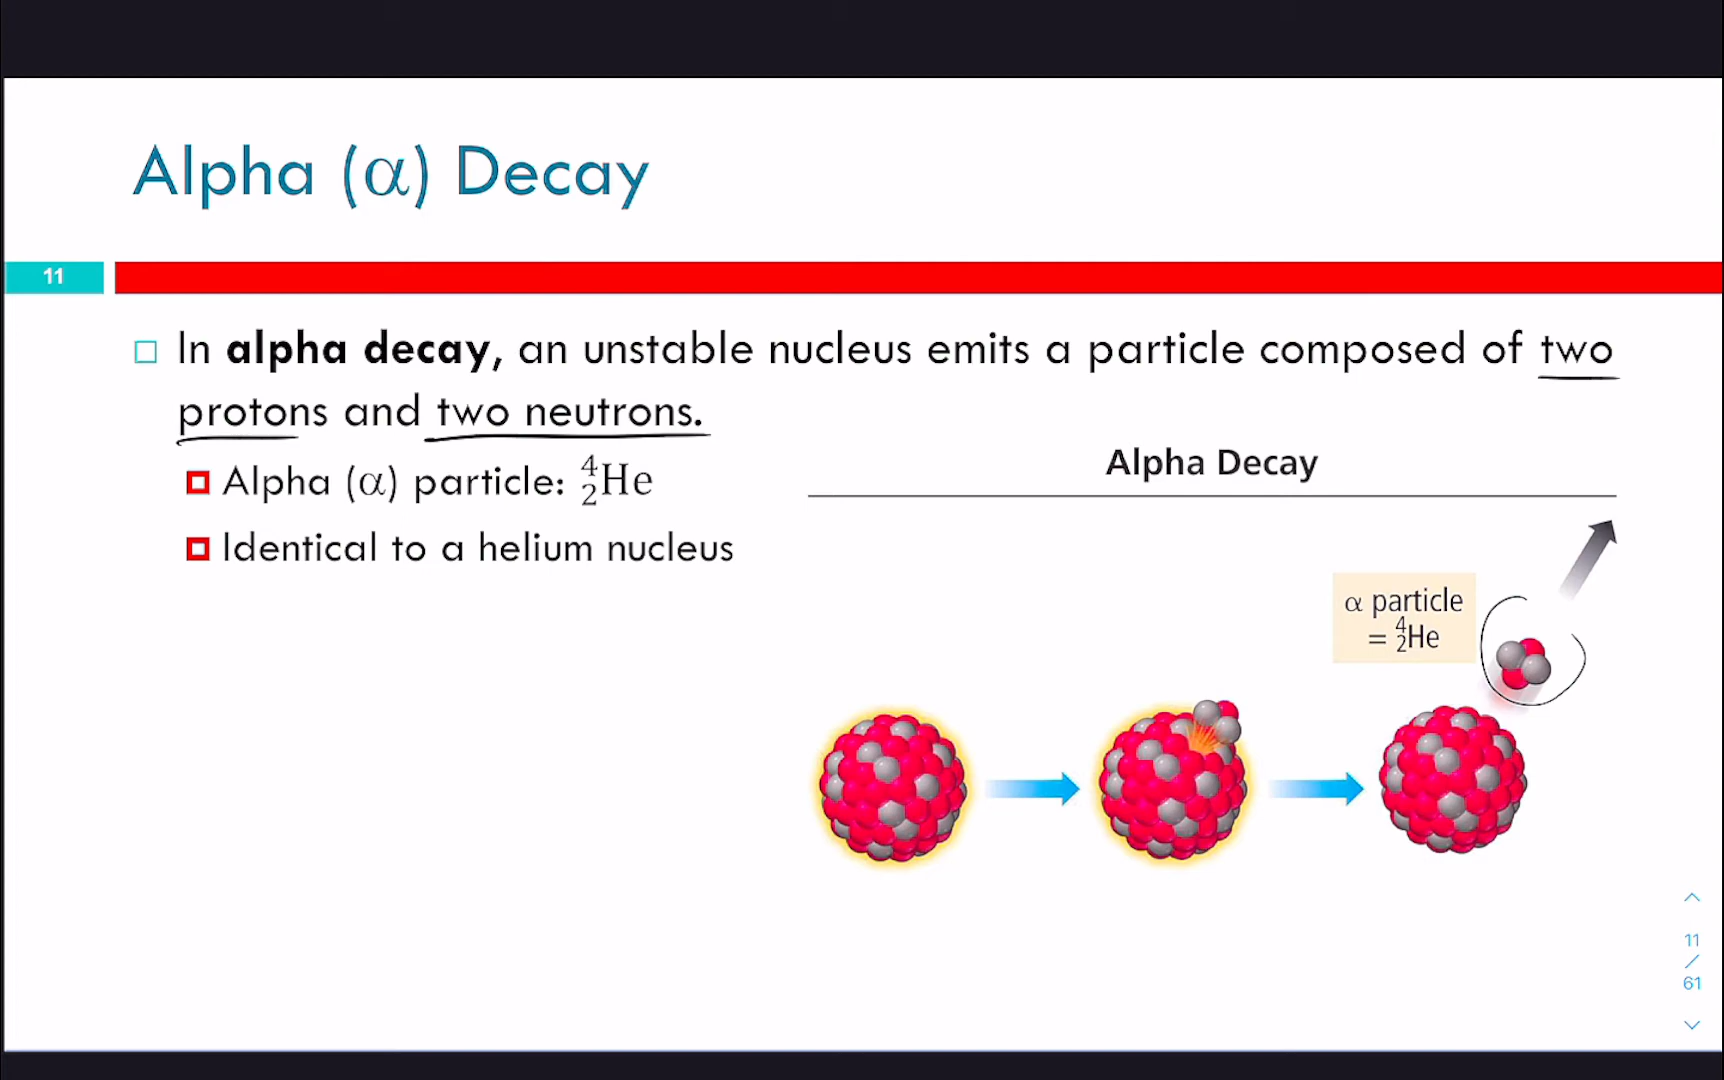 Alpha (α) Decay
11
In alpha decay, an unstable nucleus emits a particle composed of two
protons and two neutrons.
Alpha (α) particle: ⁴₂He
Identical to a helium nucleus
Alpha Decay
α particle
= ⁴₂He
11
/
61